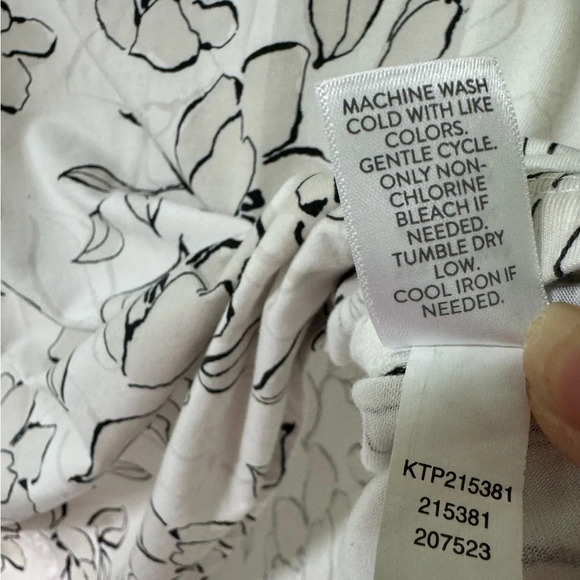 MACHINE WASH
COLD WITH LIKE
COLORS.
GENTLE CYCLE.
ONLY NON-
CHLORINE
BLEACH IF
NEEDED.
TUMBLE DRY
LOW.
COOL IRON IF
NEEDED.
KTP215381
215381
207523